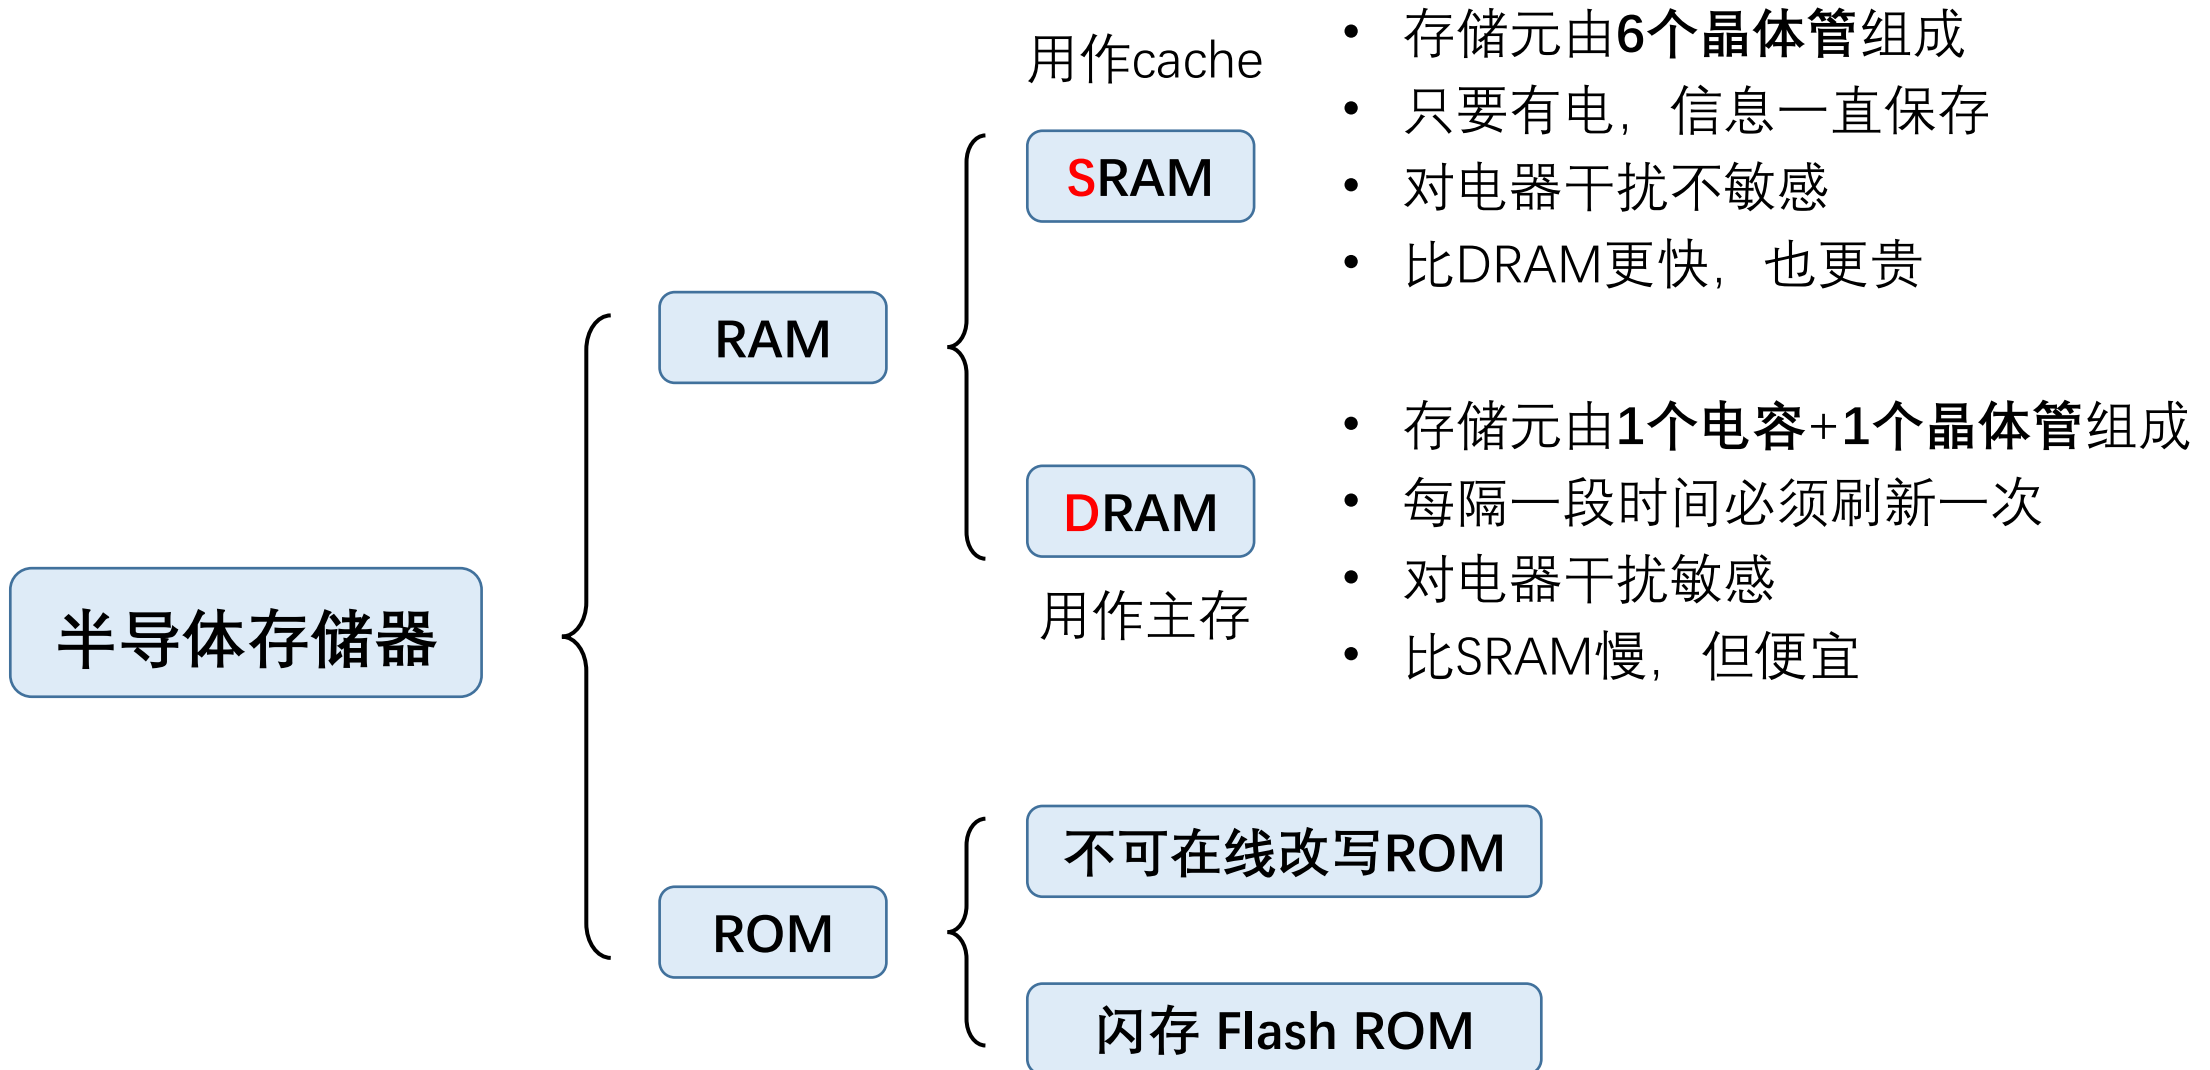 用作cache
SRAM
• 存储元由6个晶体管组成
• 只要有电，信息一直保存
• 对电器干扰不敏感
• 比DRAM更快，也更贵
RAM
DRAM
用作主存
• 存储元由1个电容+1个晶体管组成
• 每隔一段时间必须刷新一次
• 对电器干扰敏感
• 比SRAM慢，但便宜
半导体存储器
ROM
不可在线改写ROM
闪存 Flash ROM